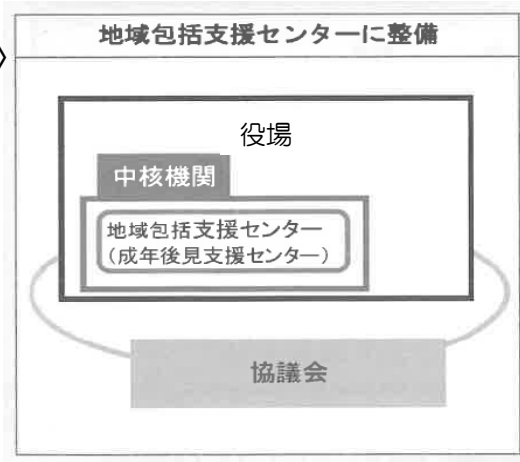 地域包括支援センターに整備
役場
中核機関
地域包括支援センター
(成年後見支援センター)
協議会